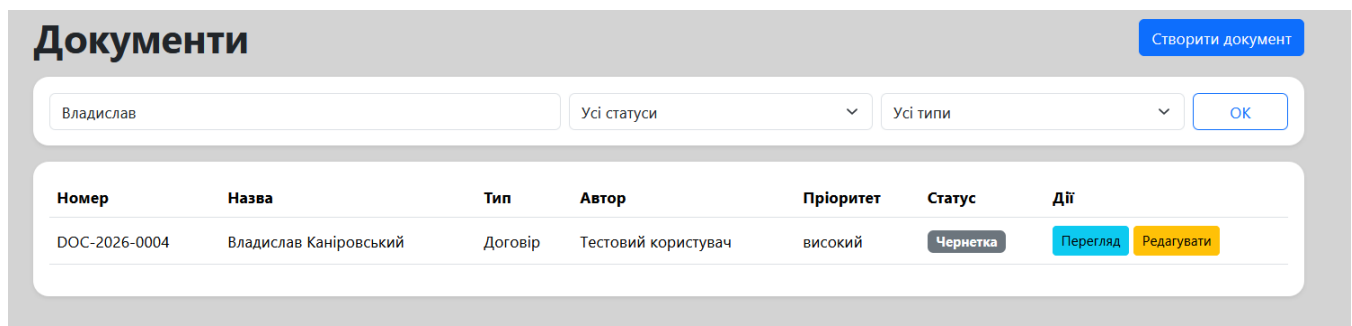 Документи
Створити документ
Владислав Усі статуси Усі типи ОК
Номер Назва Тип Автор Пріоритет Статус Дії
DOC-2026-0004 Владислав Каніровський Договір Тестовий користувач високий Чернетка Перегляд Редагувати